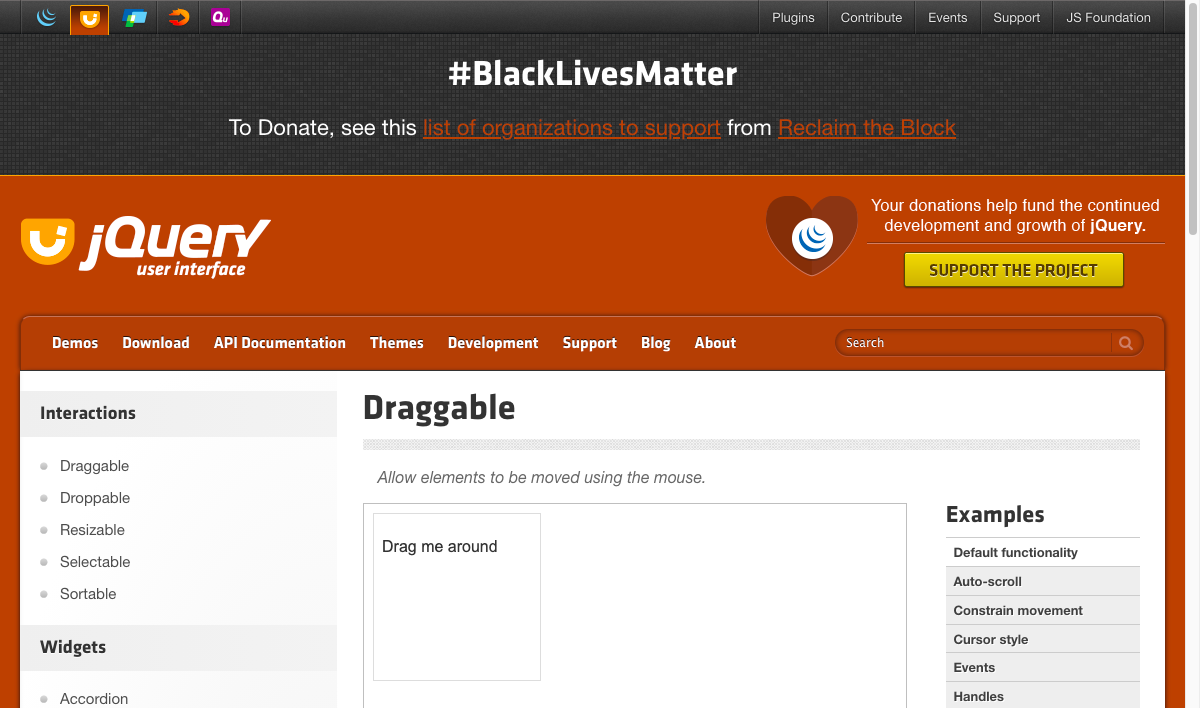 Qu
Plugins
Contribute
Events
Support
JS Foundation
#BlackLivesMatter
To Donate, see this list of organizations to support from Reclaim the Block
jQuery
user interface
Your donations help fund the continued
development and growth of jQuery.
SUPPORT THE PROJECT
Demos
Download
API Documentation
Themes
Development
Support
Blog
About
Search
Interactions
Draggable
Droppable
Resizable
Selectable
Sortable
Widgets
Accordion
Draggable
Allow elements to be moved using the mouse.
Drag me around
Examples
Default functionality
Auto-scroll
Constrain movement
Cursor style
Events
Handles